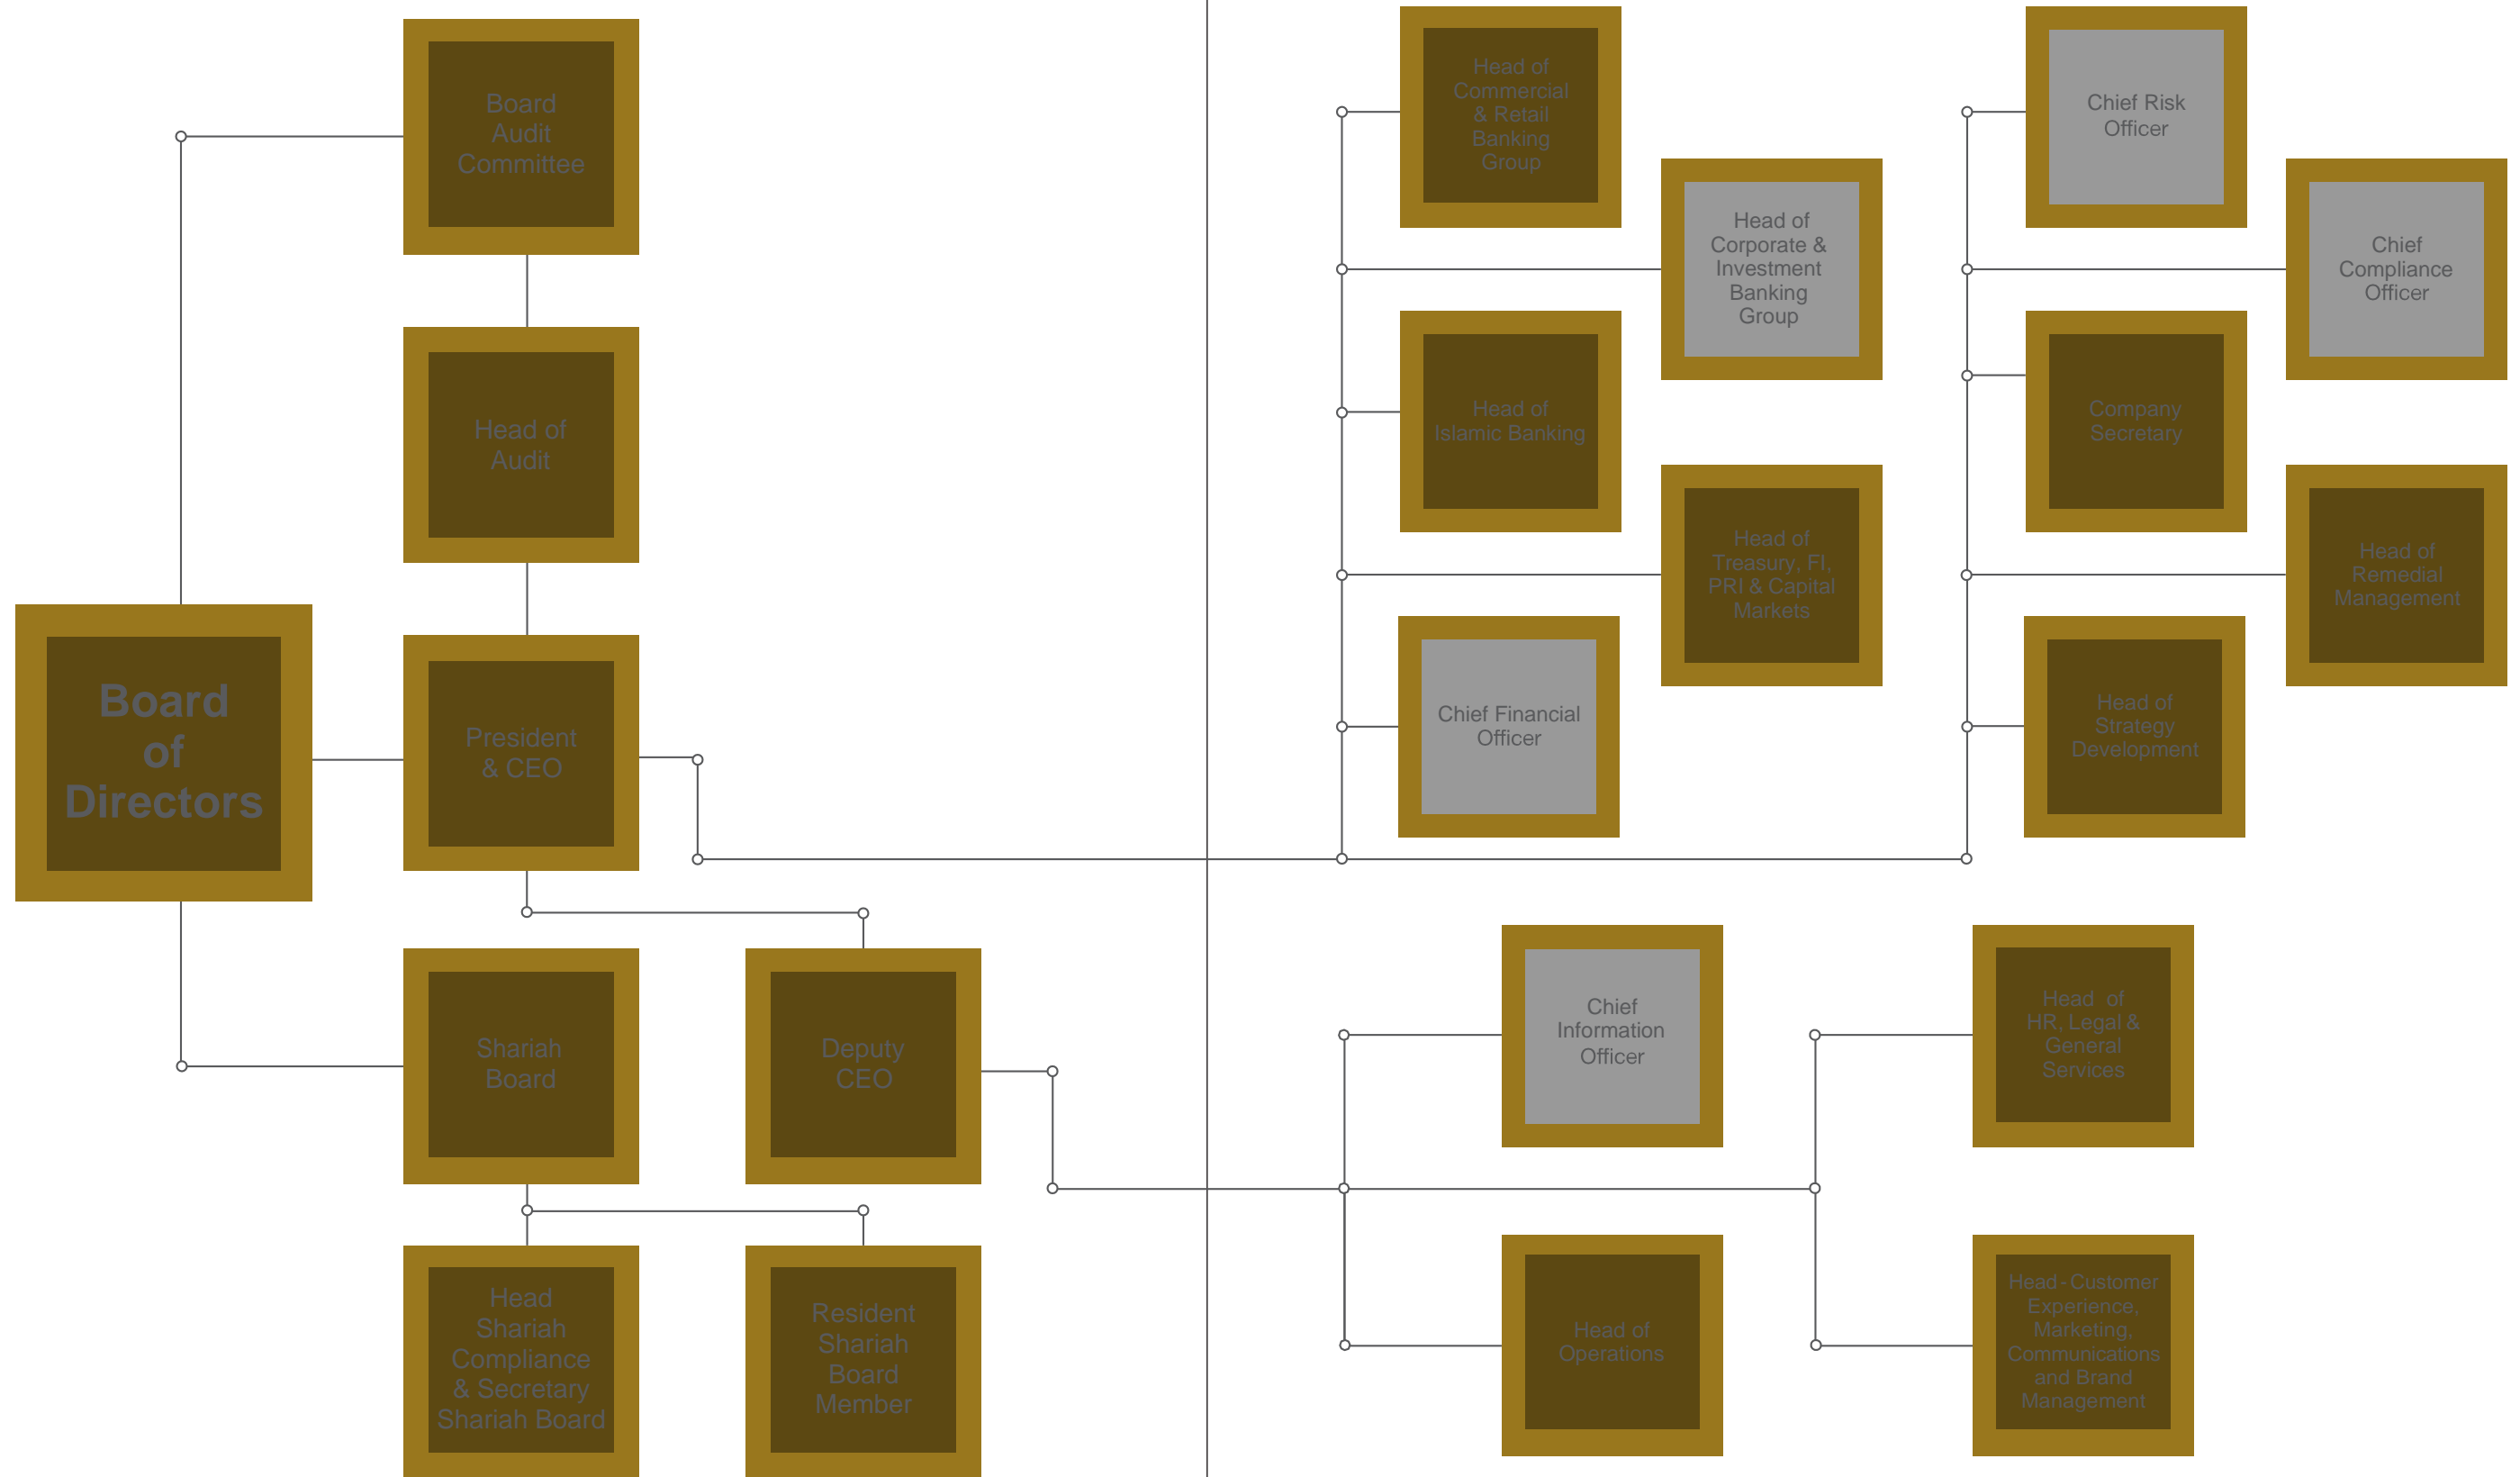 Board
Audit
Committee
Head of
Audit
Board
of
Directors
President
& CEO
Shariah
Board
Deputy
CEO
Head
Shariah
Compliance
& Secretary
Shariah Board
Resident
Shariah
Board
Member
Head of
Commercial
& Retail
Banking
Group
Head of
Corporate &
Investment
Banking
Group
Head of
Islamic Banking
Head of
Treasury, FI,
PRI & Capital
Markets
Chief Financial
Officer
Chief Risk
Officer
Chief
Compliance
Officer
Company
Secretary
Head of
Remedial
Management
Head of
Strategy
Development
Chief
Information
Officer
Head of
HR, Legal &
General
Services
Head of
Operations
Head - Customer
Experience,
Marketing,
Communications
and Brand
Management